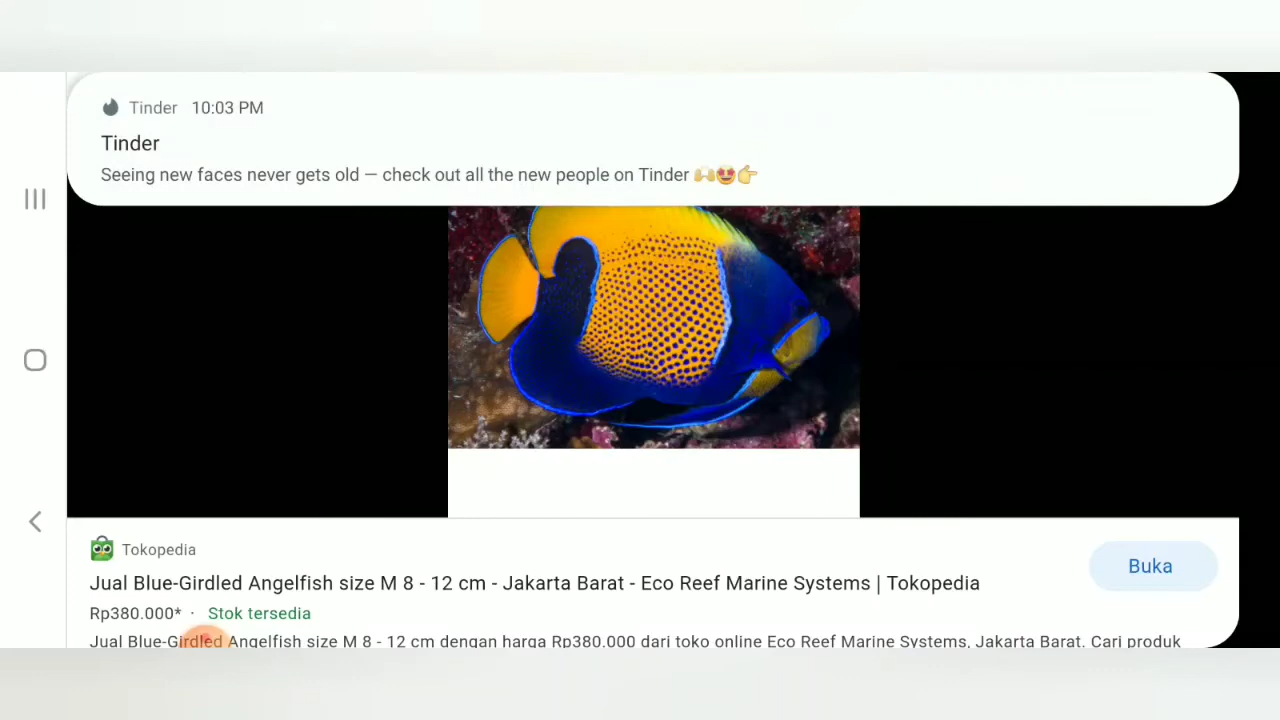 Tinder 10:03 PM
Tinder
Seeing new faces never gets old — check out all the new people on Tinder 🙌🤩👉
Tokopedia
Jual Blue-Girdled Angelfish size M 8 - 12 cm - Jakarta Barat - Eco Reef Marine Systems | Tokopedia
Buka
Rp380.000* · Stok tersedia
Jual Blue-Girdled Angelfish size M 8 - 12 cm dengan harga Rp380.000 dari toko online Eco Reef Marine Systems, Jakarta Barat. Cari produk